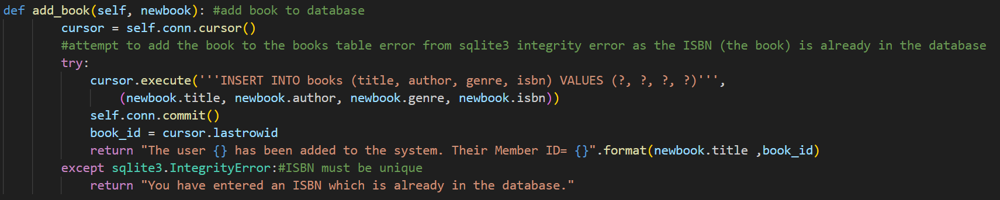 def add_book(self, newbook): #add book to database
cursor = self.conn.cursor()
#attempt to add the book to the books table error from sqlite3 integrity error as the ISBN (the book) is already in the database
try:
cursor.execute('''INSERT INTO books (title, author, genre, isbn) VALUES (?, ?, ?, ?)''',
(newbook.title, newbook.author, newbook.genre, newbook.isbn))
self.conn.commit()
book_id = cursor.lastrowid
return "The user {} has been added to the system. Their Member ID= {}".format(newbook.title ,book_id)
except sqlite3.IntegrityError:#ISBN must be unique
return "You have entered an ISBN which is already in the database."